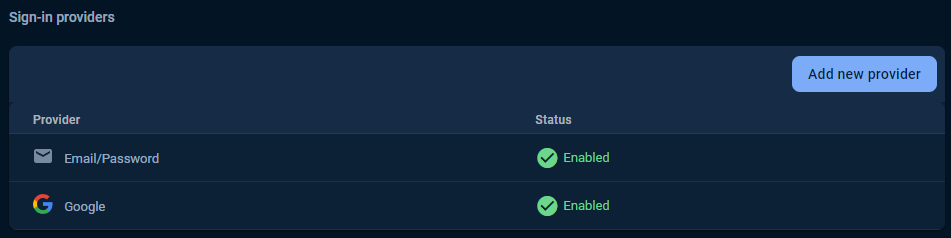 Sign-in providers
Add new provider
Provider Status
Email/Password Enabled
Google Enabled